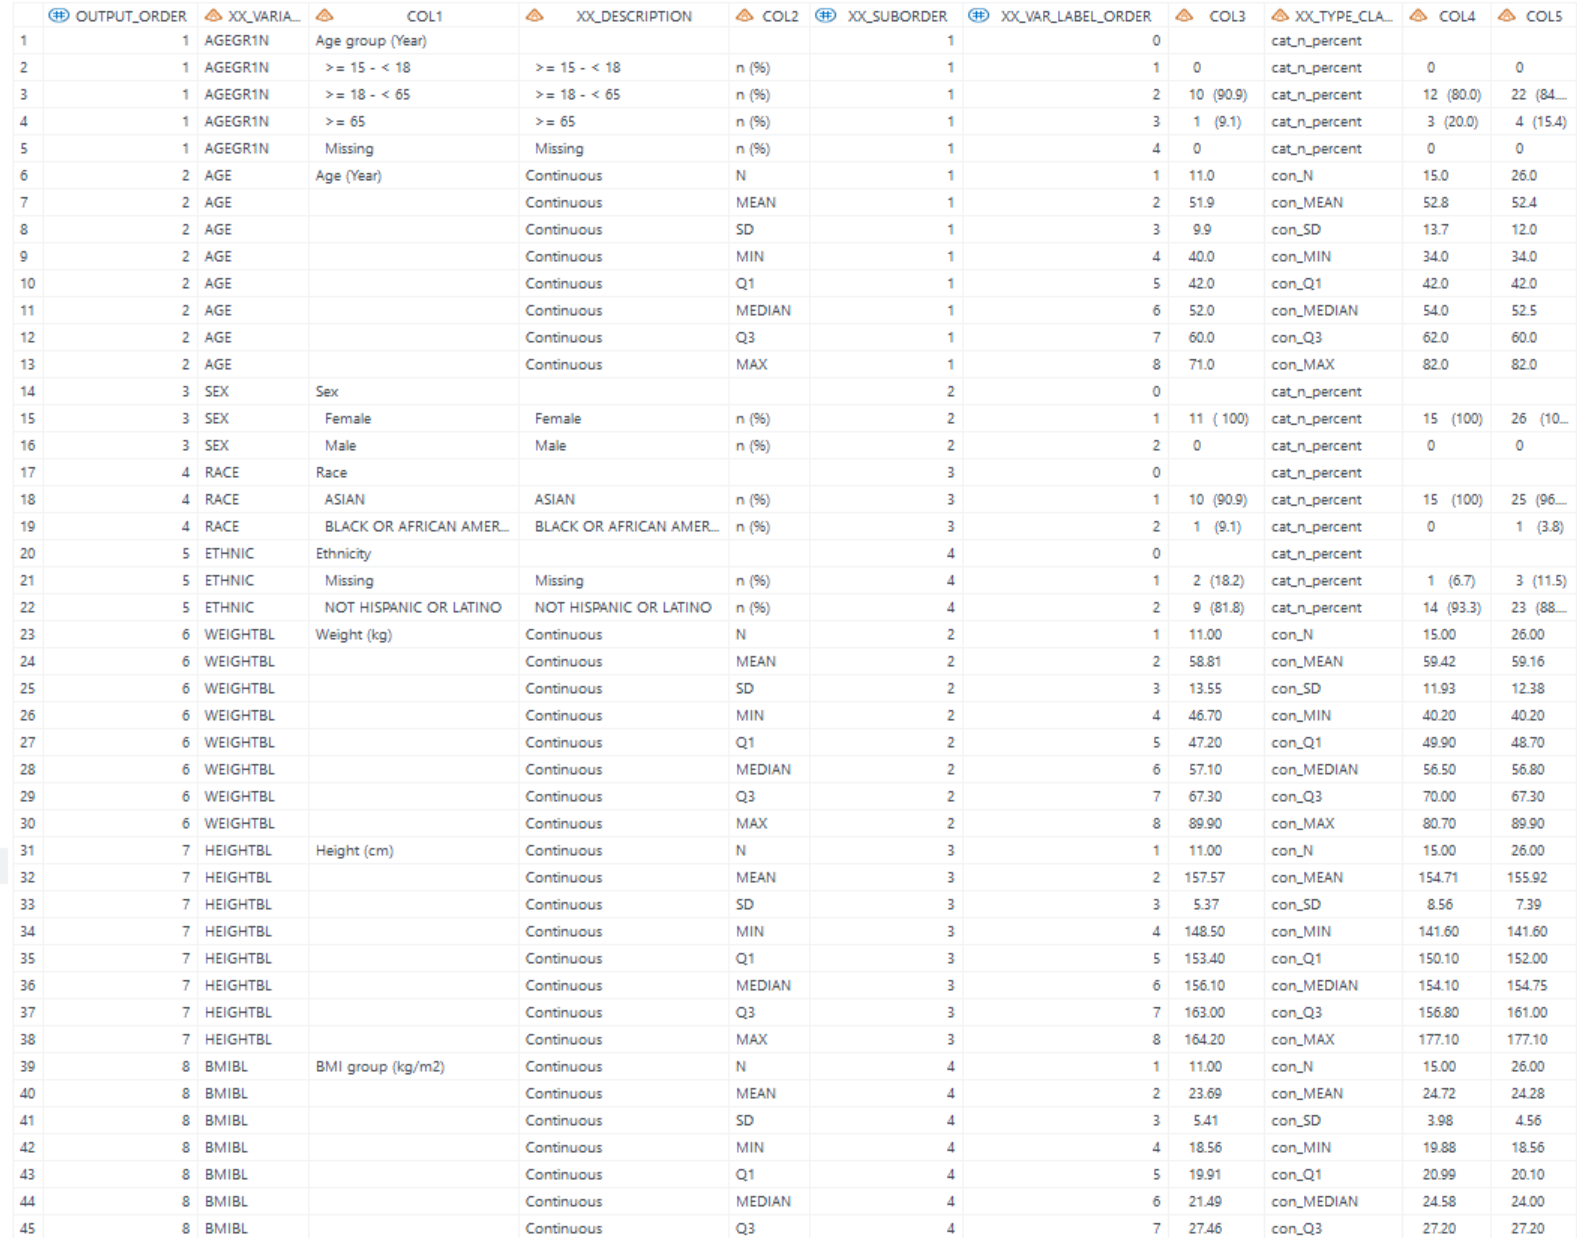 OUTPUT_ORDER XX_VARIA... COL1 XX_DESCRIPTION COL2 XX_SUBORDER XX_VAR_LABEL_ORDER COL3 XX_TYPE_CLA... COL4 COL5
1 1 AGEGR1N Age group (Year) 1 0 cat_n_percent
2 1 AGEGR1N >= 15 - < 18 >= 15 - < 18 n (%) 1 1 0 cat_n_percent 0 0
3 1 AGEGR1N >= 18 - < 65 >= 18 - < 65 n (%) 1 2 10 (90.9) cat_n_percent 12 (80.0) 22 (84....
4 1 AGEGR1N >= 65 >= 65 n (%) 1 3 1 (9.1) cat_n_percent 3 (20.0) 4 (15.4)
5 1 AGEGR1N Missing Missing n (%) 1 4 0 cat_n_percent 0 0
6 2 AGE Age (Year) Continuous N 1 1 11.0 con_N 15.0 26.0
7 2 AGE Continuous MEAN 1 2 51.9 con_MEAN 52.8 52.4
8 2 AGE Continuous SD 1 3 9.9 con_SD 13.7 12.0
9 2 AGE Continuous MIN 1 4 40.0 con_MIN 34.0 34.0
10 2 AGE Continuous Q1 1 5 42.0 con_Q1 42.0 42.0
11 2 AGE Continuous MEDIAN 1 6 52.0 con_MEDIAN 54.0 52.5
12 2 AGE Continuous Q3 1 7 60.0 con_Q3 62.0 60.0
13 2 AGE Continuous MAX 1 8 71.0 con_MAX 82.0 82.0
14 3 SEX Sex 2 0 cat_n_percent
15 3 SEX Female Female n (%) 2 1 11 ( 100) cat_n_percent 15 (100) 26 (10...
16 3 SEX Male Male n (%) 2 2 0 cat_n_percent 0 0
17 4 RACE Race 3 0 cat_n_percent
18 4 RACE ASIAN ASIAN n (%) 3 1 10 (90.9) cat_n_percent 15 (100) 25 (96....
19 4 RACE BLACK OR AFRICAN AMER... BLACK OR AFRICAN AMER... n (%) 3 2 1 (9.1) cat_n_percent 0 1 (3.8)
20 5 ETHNIC Ethnicity 4 0 cat_n_percent
21 5 ETHNIC Missing Missing n (%) 4 1 2 (18.2) cat_n_percent 1 (6.7) 3 (11.5)
22 5 ETHNIC NOT HISPANIC OR LATINO NOT HISPANIC OR LATINO n (%) 4 2 9 (81.8) cat_n_percent 14 (93.3) 23 (88....
23 6 WEIGHTBL Weight (kg) Continuous N 2 1 11.00 con_N 15.00 26.00
24 6 WEIGHTBL Continuous MEAN 2 2 58.81 con_MEAN 59.42 59.16
25 6 WEIGHTBL Continuous SD 2 3 13.55 con_SD 11.93 12.38
26 6 WEIGHTBL Continuous MIN 2 4 46.70 con_MIN 40.20 40.20
27 6 WEIGHTBL Continuous Q1 2 5 47.20 con_Q1 49.90 48.70
28 6 WEIGHTBL Continuous MEDIAN 2 6 57.10 con_MEDIAN 56.50 56.80
29 6 WEIGHTBL Continuous Q3 2 7 67.30 con_Q3 70.00 67.30
30 6 WEIGHTBL Continuous MAX 2 8 89.90 con_MAX 80.70 89.90
31 7 HEIGHTBL Height (cm) Continuous N 3 1 11.00 con_N 15.00 26.00
32 7 HEIGHTBL Continuous MEAN 3 2 157.57 con_MEAN 154.71 155.92
33 7 HEIGHTBL Continuous SD 3 3 5.37 con_SD 8.56 7.39
34 7 HEIGHTBL Continuous MIN 3 4 148.50 con_MIN 141.60 141.60
35 7 HEIGHTBL Continuous Q1 3 5 153.40 con_Q1 150.10 152.00
36 7 HEIGHTBL Continuous MEDIAN 3 6 156.10 con_MEDIAN 154.10 154.75
37 7 HEIGHTBL Continuous Q3 3 7 163.00 con_Q3 156.80 161.00
38 7 HEIGHTBL Continuous MAX 3 8 164.20 con_MAX 177.10 177.10
39 8 BMIBL BMI group (kg/m2) Continuous N 4 1 11.00 con_N 15.00 26.00
40 8 BMIBL Continuous MEAN 4 2 23.69 con_MEAN 24.72 24.28
41 8 BMIBL Continuous SD 4 3 5.41 con_SD 3.98 4.56
42 8 BMIBL Continuous MIN 4 4 18.56 con_MIN 19.88 18.56
43 8 BMIBL Continuous Q1 4 5 19.91 con_Q1 20.99 20.10
44 8 BMIBL Continuous MEDIAN 4 6 21.49 con_MEDIAN 24.58 24.00
45 8 BMIBL Continuous Q3 4 7 27.46 con_Q3 27.20 27.20